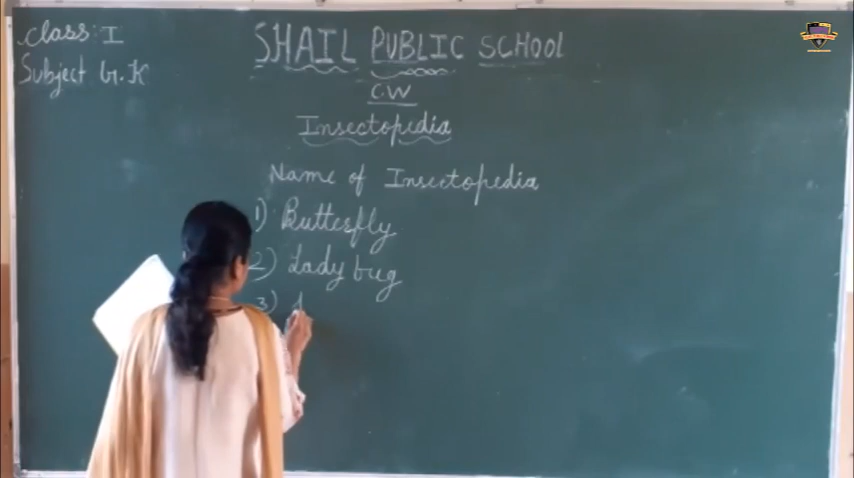 Class: I
Subject G.K
SHAIL PUBLIC SCHOOL
C.W
Insectopedia
Name of Insectopedia
1) Butterfly
2) Lady bug
3)